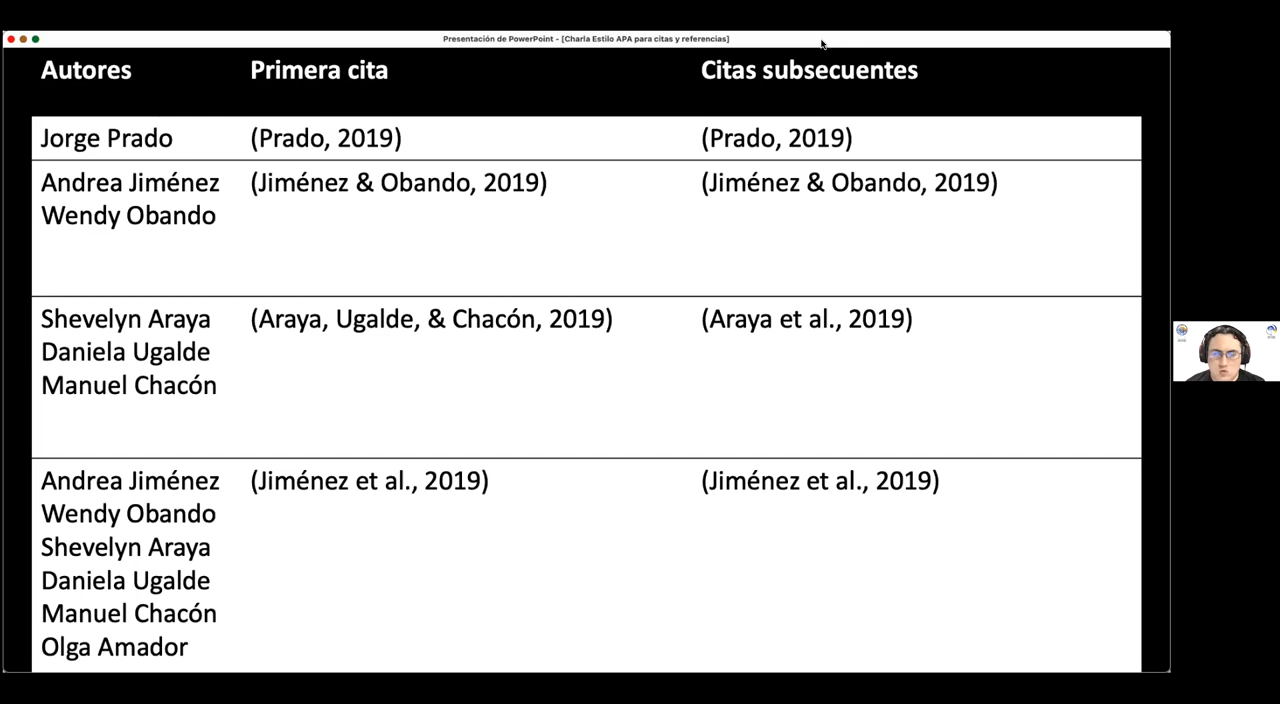 Presentación de PowerPoint - [Charla Estilo APA para citas y referencias]
Autores Primera cita Citas subsecuentes
Jorge Prado (Prado, 2019) (Prado, 2019)
Andrea Jiménez (Jiménez & Obando, 2019) (Jiménez & Obando, 2019)
Wendy Obando
Shevelyn Araya (Araya, Ugalde, & Chacón, 2019) (Araya et al., 2019)
Daniela Ugalde
Manuel Chacón
Andrea Jiménez (Jiménez et al., 2019) (Jiménez et al., 2019)
Wendy Obando
Shevelyn Araya
Daniela Ugalde
Manuel Chacón
Olga Amador